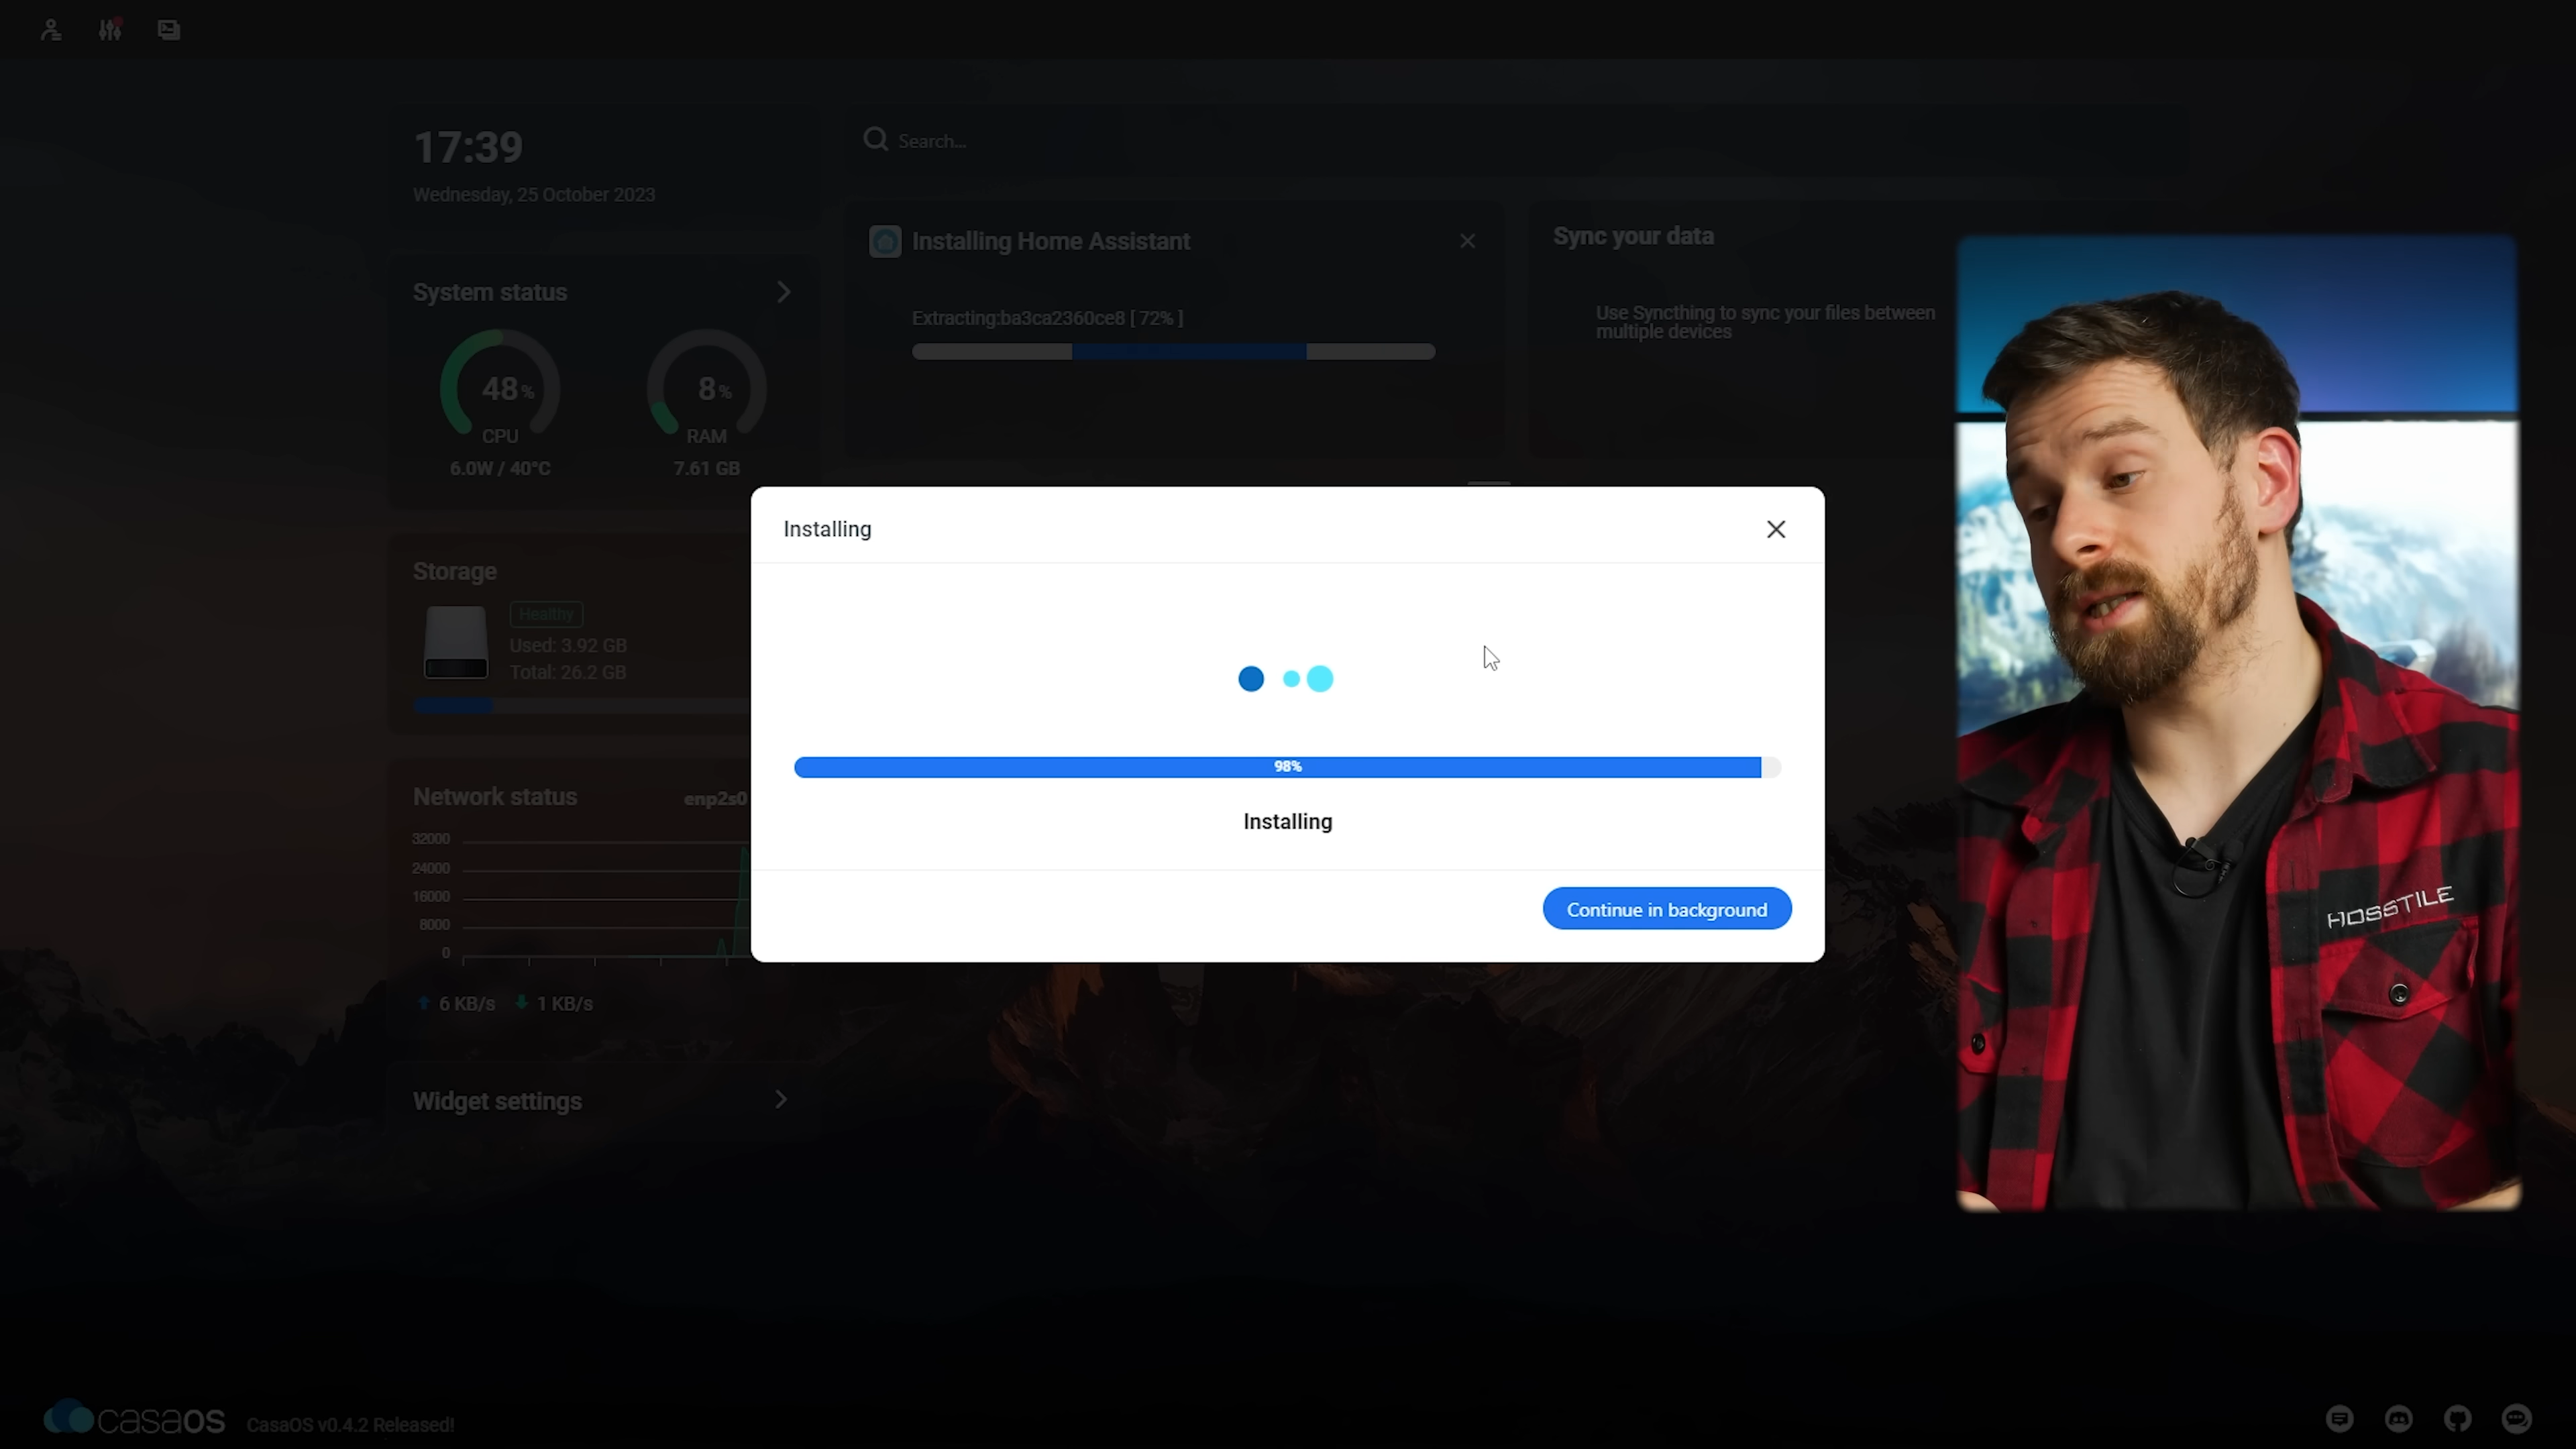 17:39
Wednesday, 25 October 2023
System status
48%
CPU
6.0W / 40°C
8%
RAM
7.61 GB
Storage
Healthy
Used: 3.92 GB
Total: 26.2 GB
Network status
enp2s0
32000
24000
16000
8000
0
6 KB/s
1 KB/s
Widget settings
Search...
Installing Home Assistant
Extracting:ba3ca2360ce8 [ 72% ]
Sync your data
Use Syncthing to sync your files between
multiple devices
Installing
98%
Installing
Continue in background
HOSSTILE
casaOS
CasaOS v0.4.2 Released!